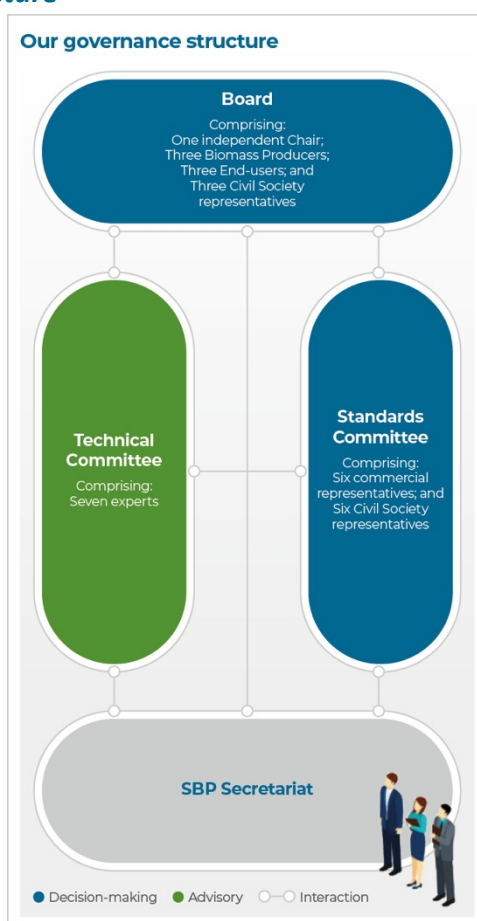 Our governance structure
Board
Comprising:
One independent Chair;
Three Biomass Producers;
Three End-users; and
Three Civil Society
representatives
Technical
Committee
Comprising:
Seven experts
Standards
Committee
Comprising:
Six commercial
representatives; and
Six Civil Society
representatives
SBP Secretariat
Decision-making
Advisory
Interaction